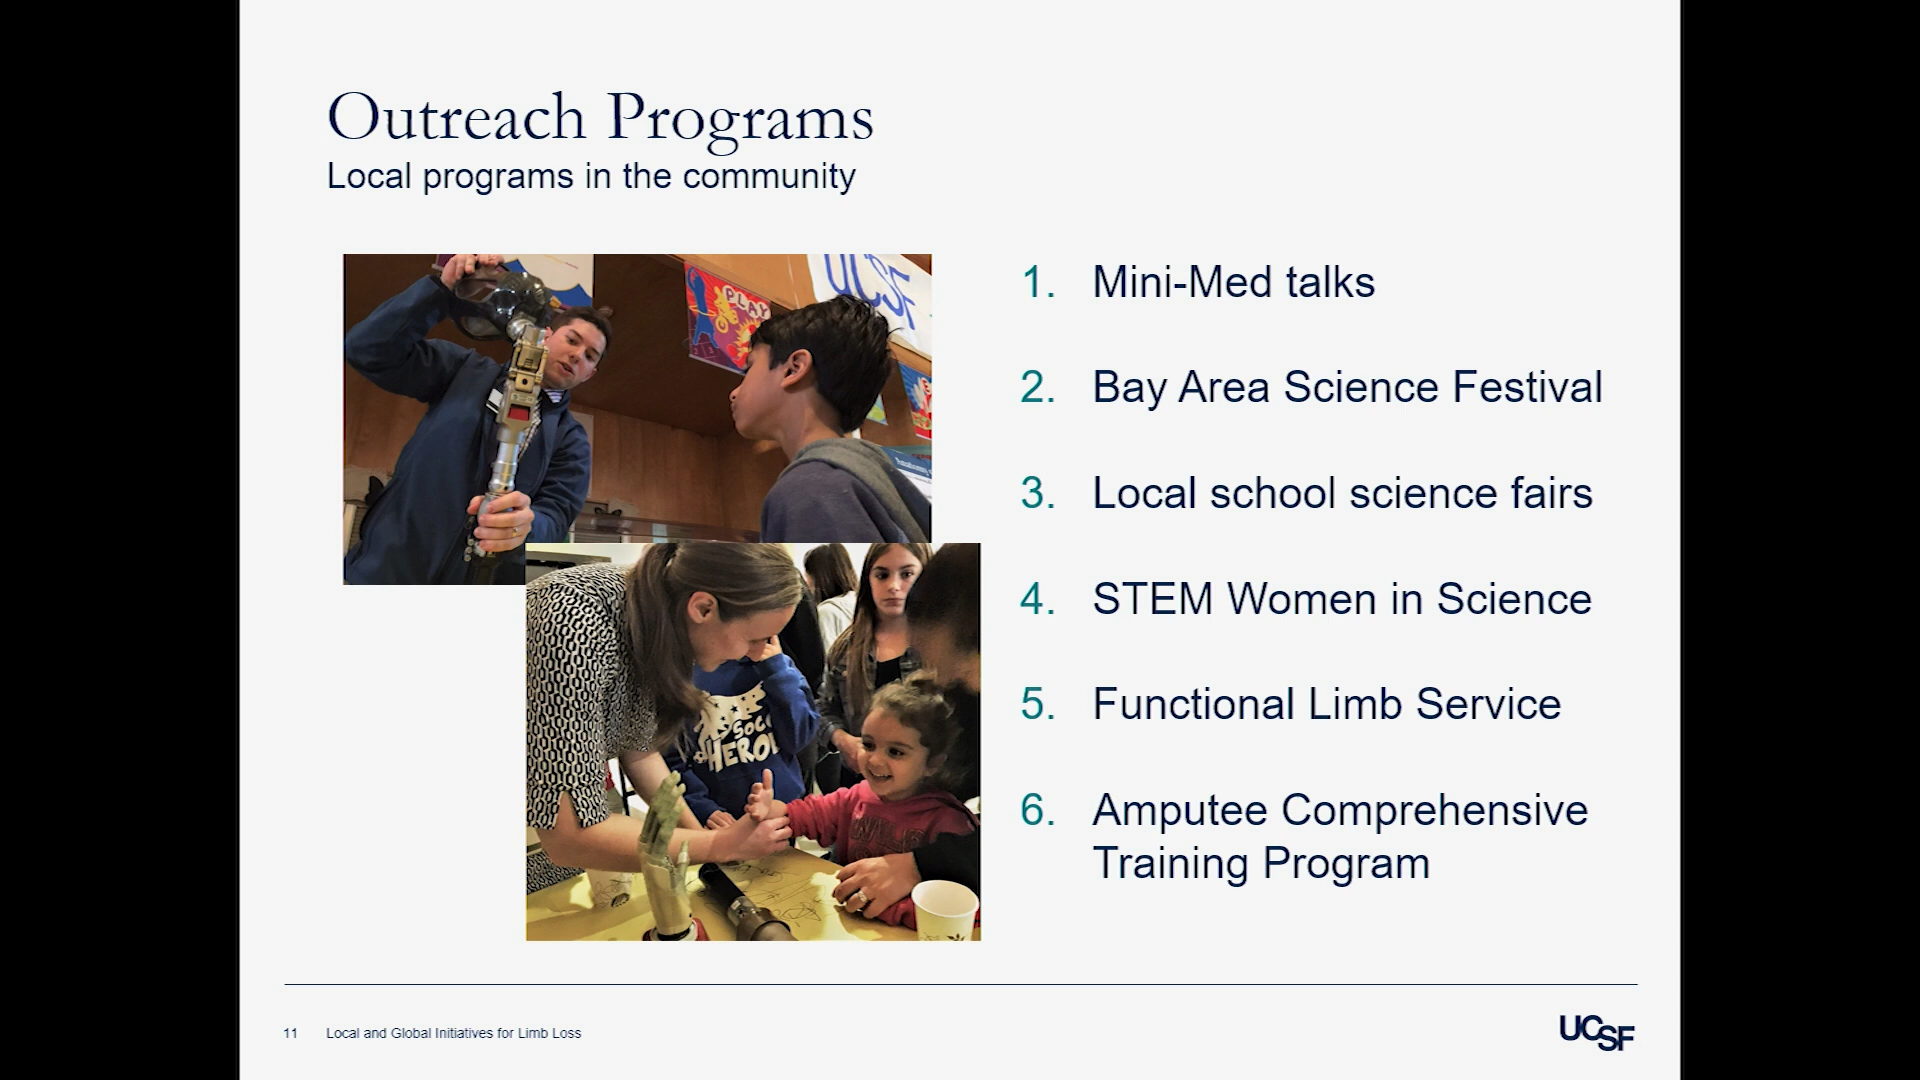 Outreach Programs
Local programs in the community
UCSF
PLAY
1. Mini-Med talks
2. Bay Area Science Festival
3. Local school science fairs
4. STEM Women in Science
5. Functional Limb Service
6. Amputee Comprehensive
Training Program
11 Local and Global Initiatives for Limb Loss
UCSF